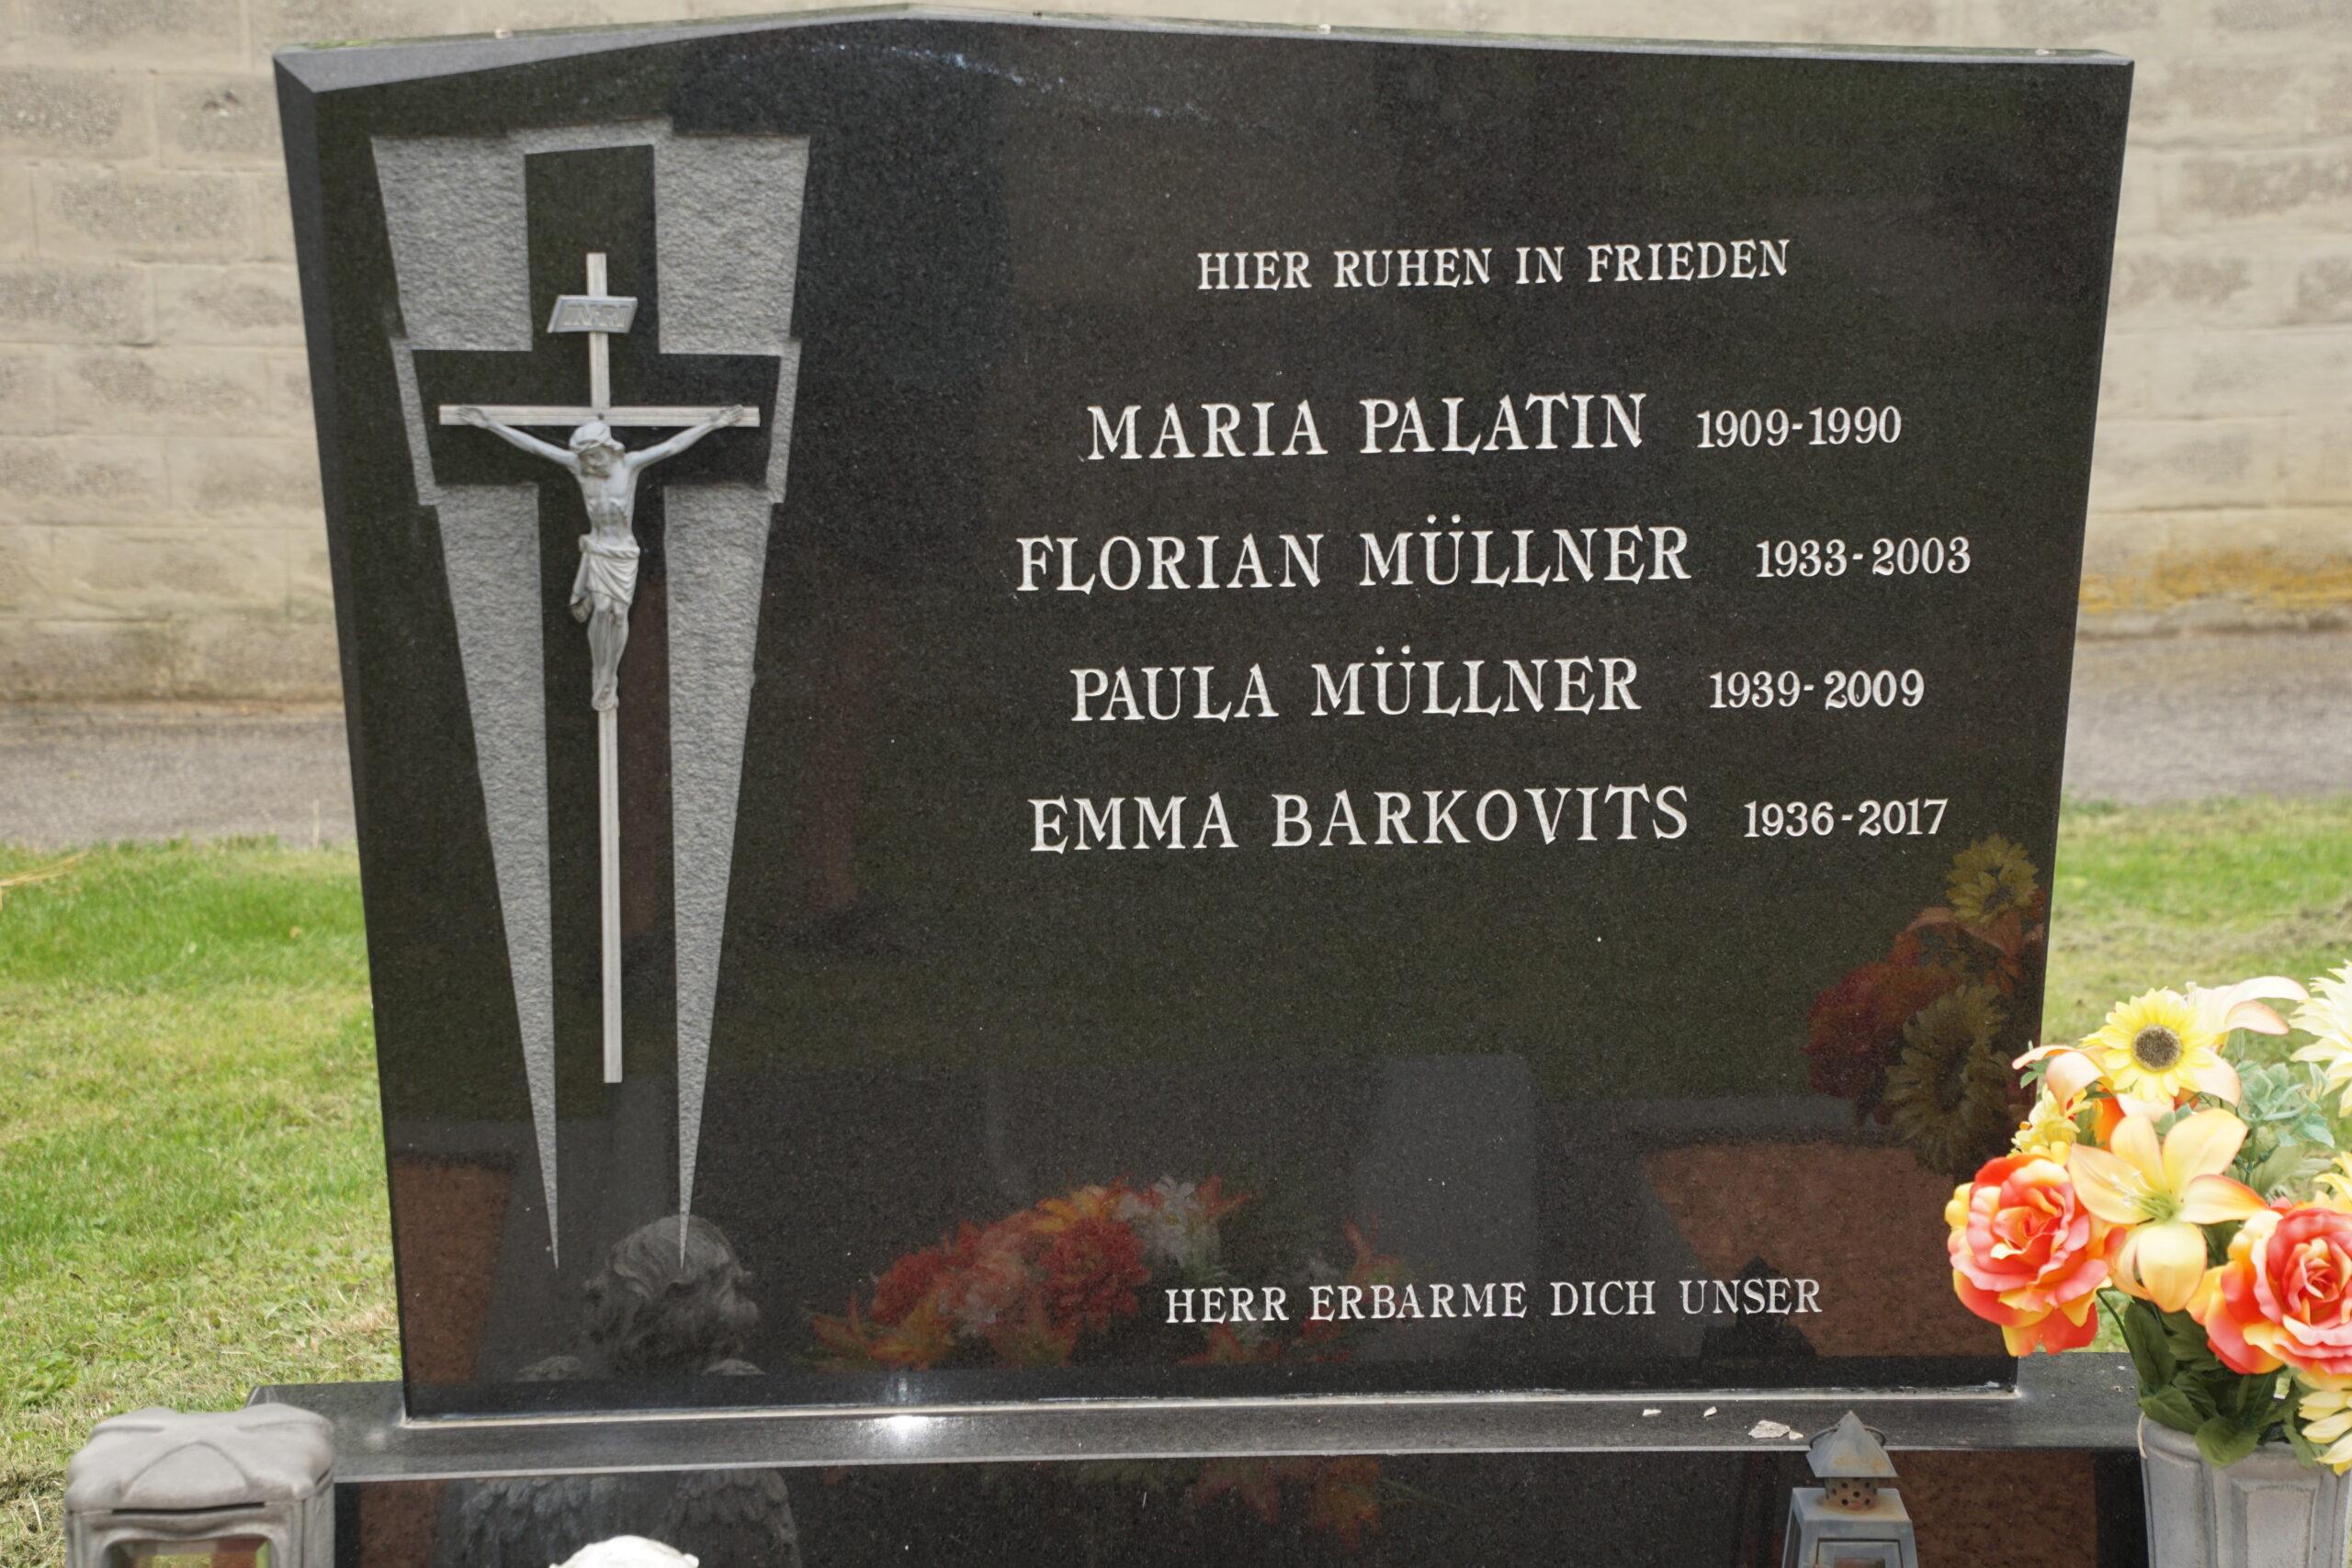 INRI
HIER RUHEN IN FRIEDEN
MARIA PALATIN 1909-1990
FLORIAN MÜLLNER 1933-2003
PAULA MÜLLNER 1939-2009
EMMA BARKOVITS 1936-2017
HERR ERBARME DICH UNSER